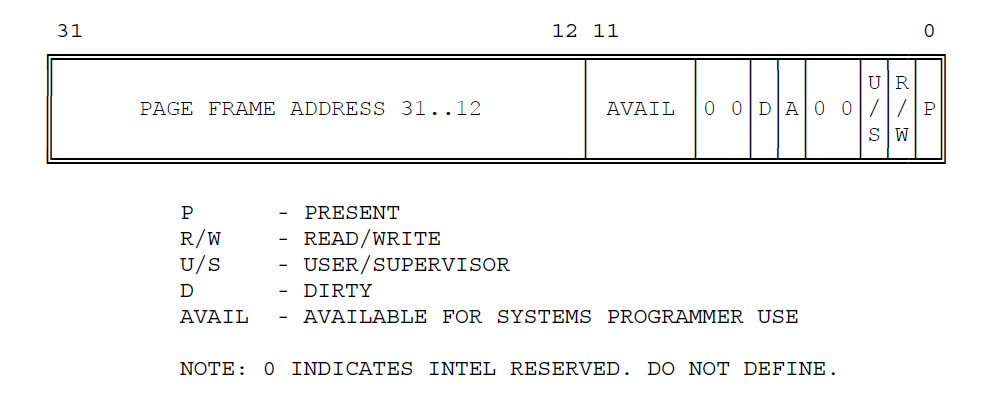 31 12 11 0
PAGE FRAME ADDRESS 31..12 AVAIL 0 0 D A 0 0 U/S R/W P
P - PRESENT
R/W - READ/WRITE
U/S - USER/SUPERVISOR
D - DIRTY
AVAIL - AVAILABLE FOR SYSTEMS PROGRAMMER USE
NOTE: 0 INDICATES INTEL RESERVED. DO NOT DEFINE.